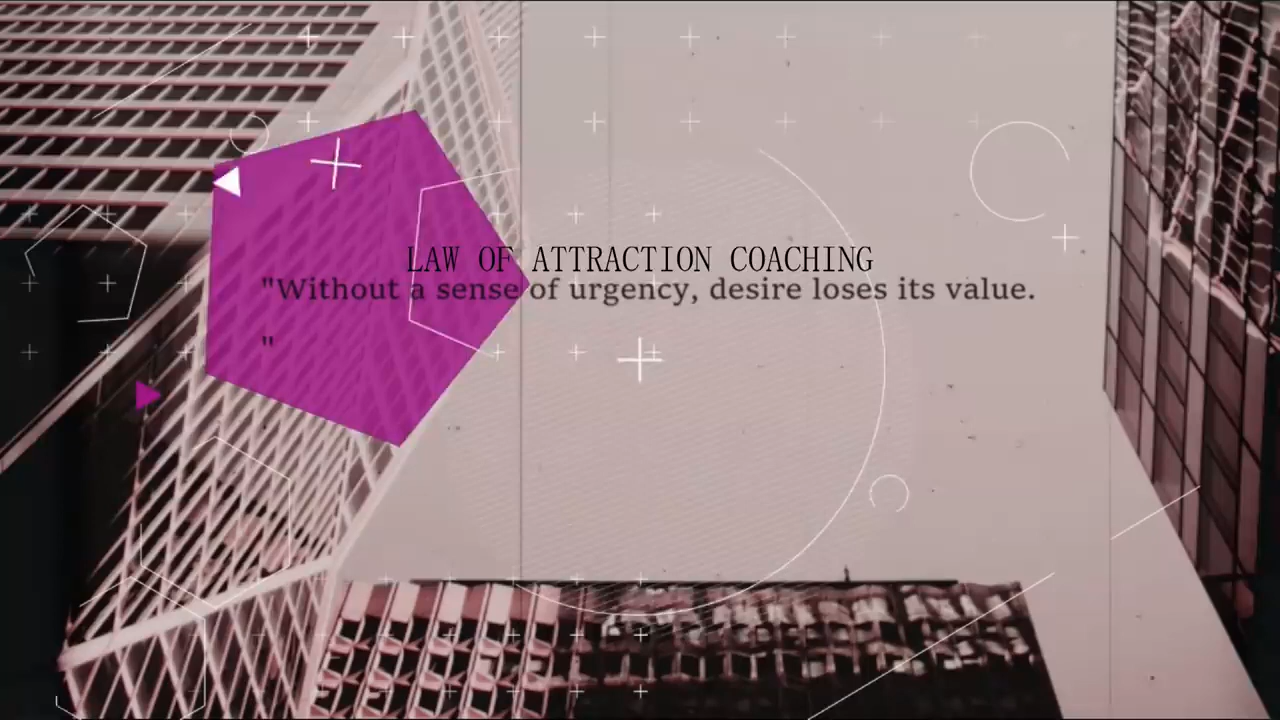 LAW OF ATTRACTION COACHING
"Without a sense of urgency, desire loses its value.
"